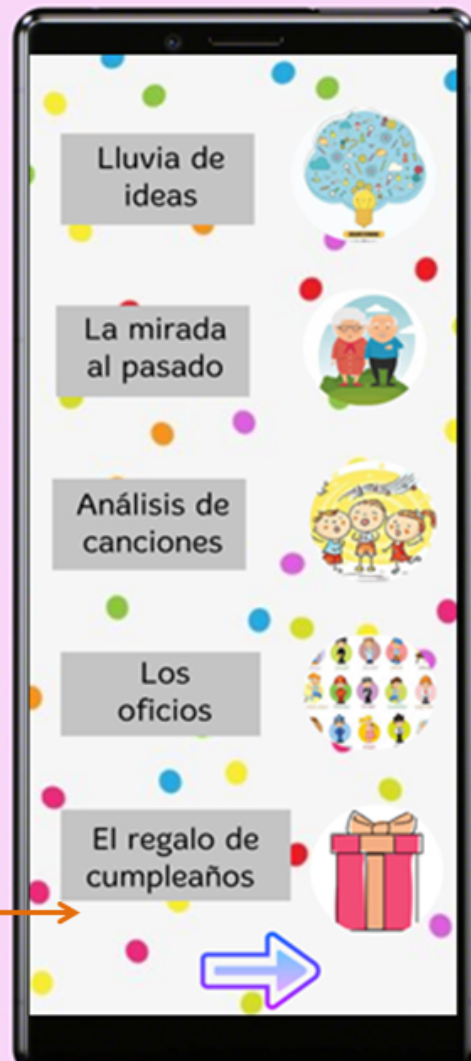 Lluvia de
ideas
La mirada
al pasado
Análisis de
canciones
Los
oficios
El regalo de
cumpleaños